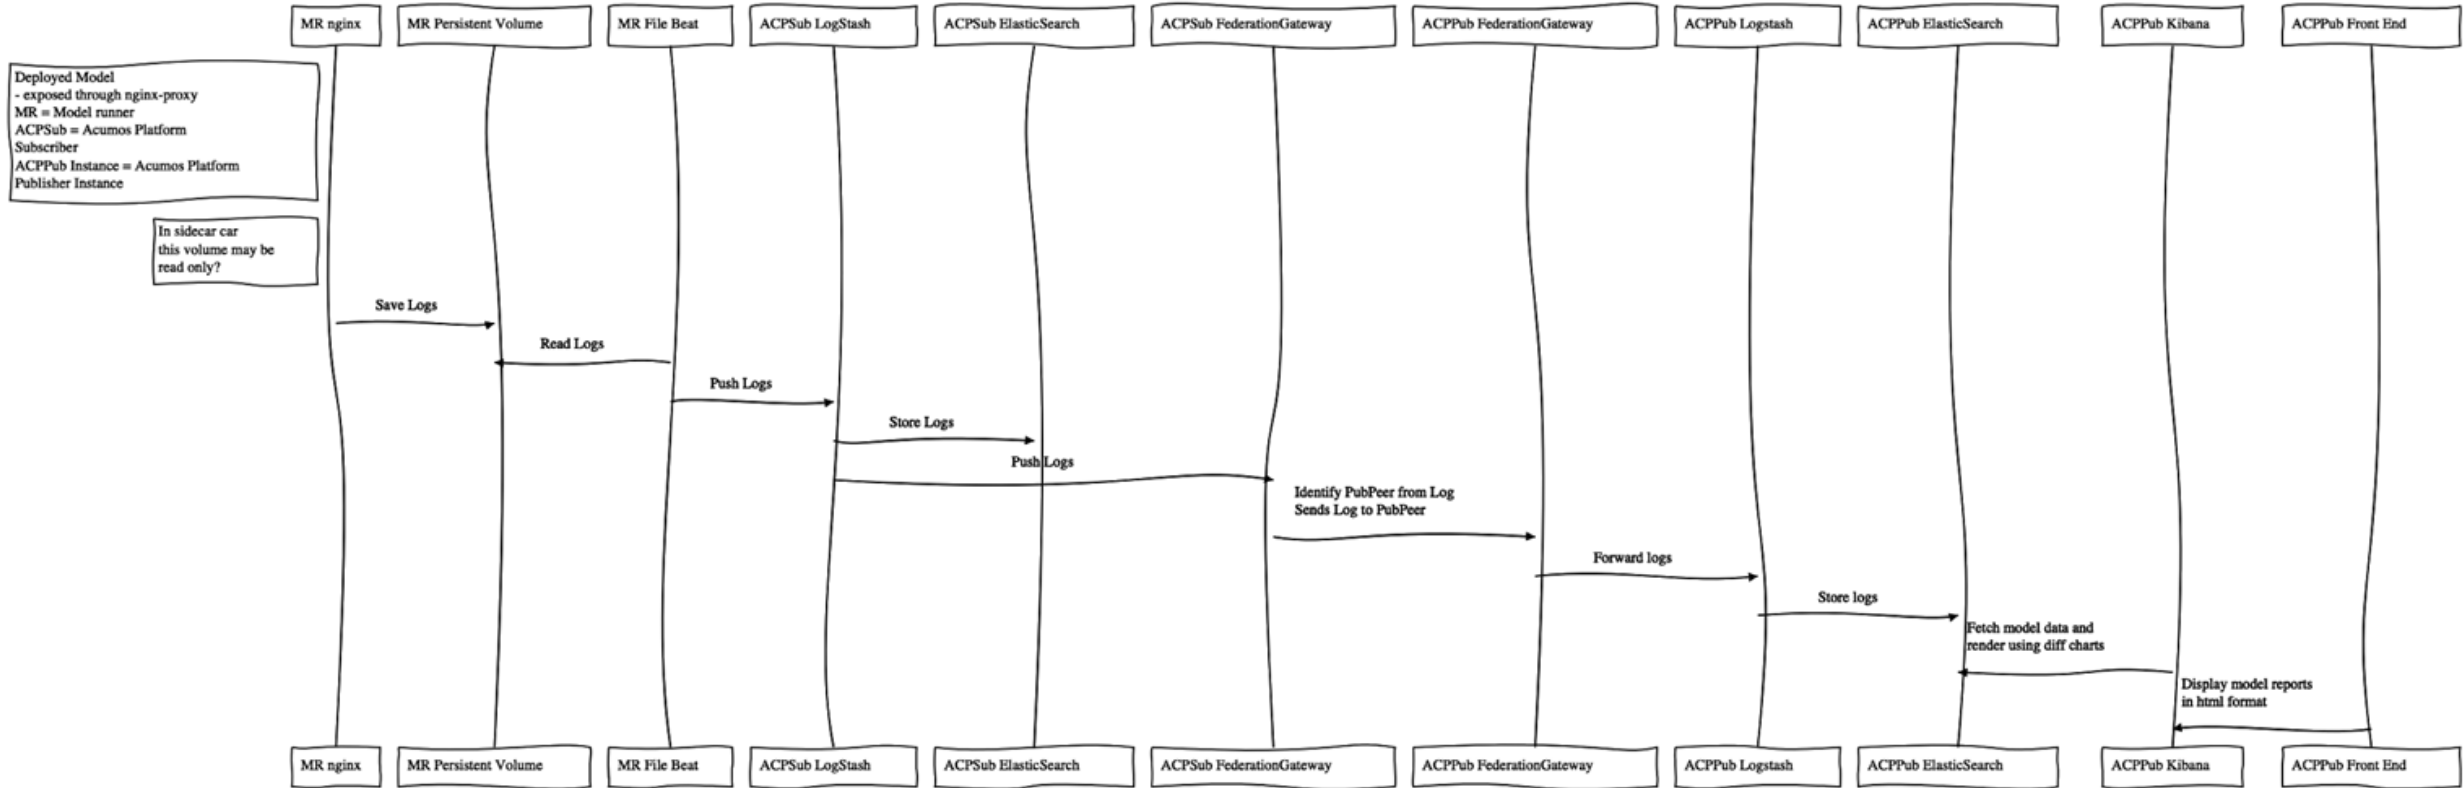 MR nginx
MR Persistent Volume
MR File Beat
ACPSub LogStash
ACPSub ElasticSearch
ACPSub FederationGateway
ACPPub FederationGateway
ACPPub Logstash
ACPPub ElasticSearch
ACPPub Kibana
ACPPub Front End
Deployed Model
- exposed through nginx-proxy
MR = Model runner
ACPSub = Acumos Platform
Subscriber
ACPPub Instance = Acumos Platform
Publisher Instance
In sidecar car
this volume may be
read only?
Save Logs
Read Logs
Push Logs
Store Logs
Push Logs
Identify PubPeer from Log
Sends Log to PubPeer
Forward logs
Store logs
Fetch model data and
render using diff charts
Display model reports
in html format
MR nginx
MR Persistent Volume
MR File Beat
ACPSub LogStash
ACPSub ElasticSearch
ACPSub FederationGateway
ACPPub FederationGateway
ACPPub Logstash
ACPPub ElasticSearch
ACPPub Kibana
ACPPub Front End